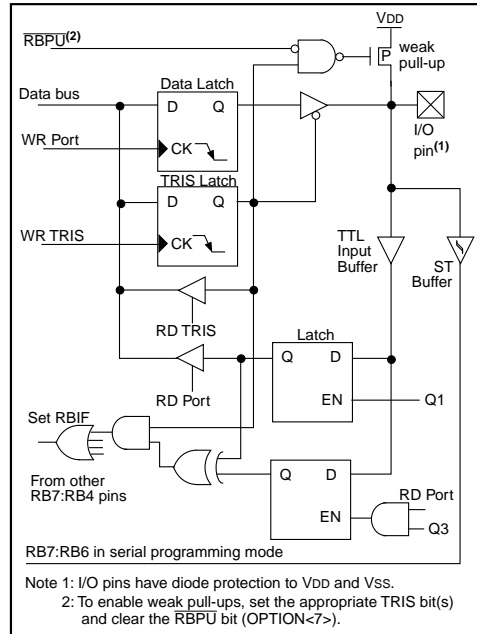 VDD
RBPU(2)
P
weak
pull-up
Data Latch
Data bus
D
Q
I/O
pin(1)
WR Port
CK
TRIS Latch
D
Q
TTL
Input
Buffer
ST
Buffer
WR TRIS
CK
RD TRIS
Latch
Q
D
RD Port
EN
Q1
Set RBIF
From other
RB7:RB4 pins
Q
D
RD Port
EN
Q3
RB7:RB6 in serial programming mode
Note 1: I/O pins have diode protection to VDD and VSS.
2: To enable weak pull-ups, set the appropriate TRIS bit(s)
and clear the RBPU bit (OPTION<7>).